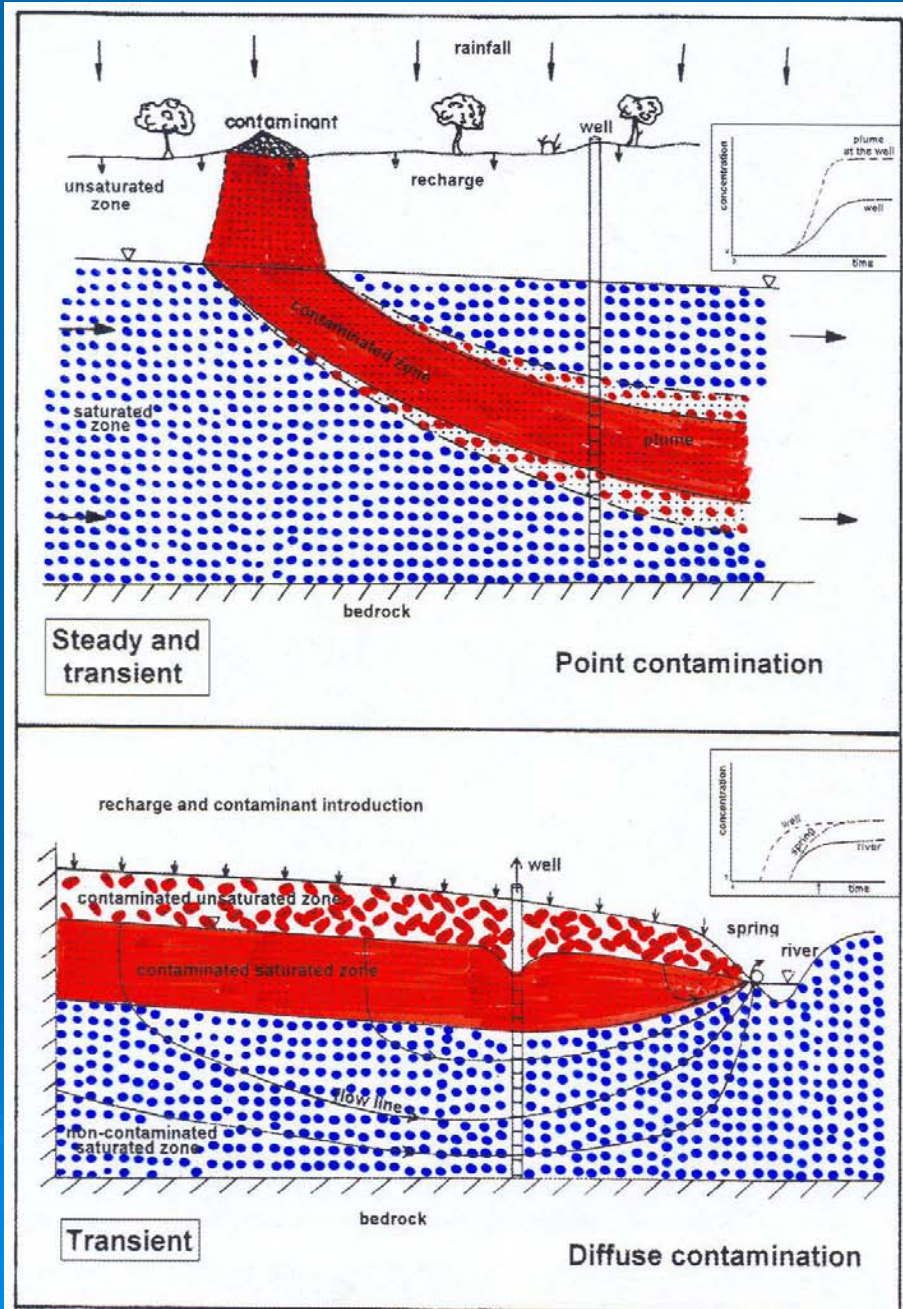 rainfall
contaminant
well
unsaturated
zone
recharge
concentration
plume
at the well
well
time
contaminated zone
saturated
zone
plume
bedrock
Steady and
transient
Point contamination
recharge and contaminant introduction
concentration
well
spring
river
time
well
contaminated unsaturated zone
spring
river
contaminated saturated zone
flow line
non-contaminated
saturated zone
bedrock
Transient
Diffuse contamination